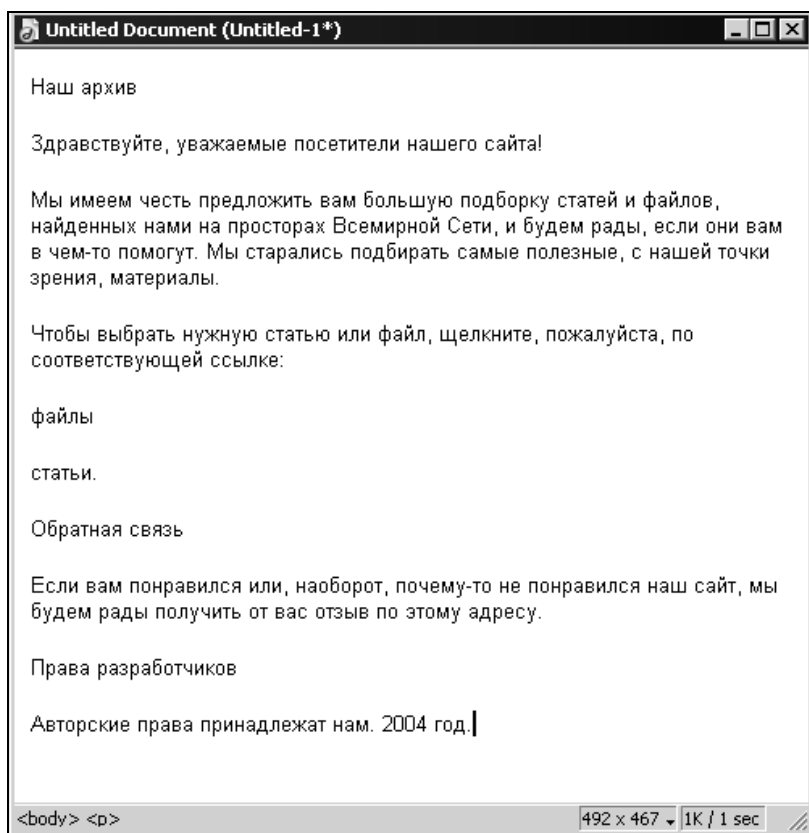 Untitled Document (Untitled-1*)
Наш архив
Здравствуйте, уважаемые посетители нашего сайта!
Мы имеем честь предложить вам большую подборку статей и файлов,
найденных нами на просторах Всемирной Сети, и будем рады, если они вам
в чем-то помогут. Мы старались подбирать самые полезные, с нашей точки
зрения, материалы.
Чтобы выбрать нужную статью или файл, щелкните, пожалуйста, по
соответствующей ссылке:
файлы
статьи.
Обратная связь
Если вам понравился или, наоборот, почему-то не понравился наш сайт, мы
будем рады получить от вас отзыв по этому адресу.
Права разработчиков
Авторские права принадлежат нам. 2004 год.
<body> <p> 492 x 467 1K / 1 sec